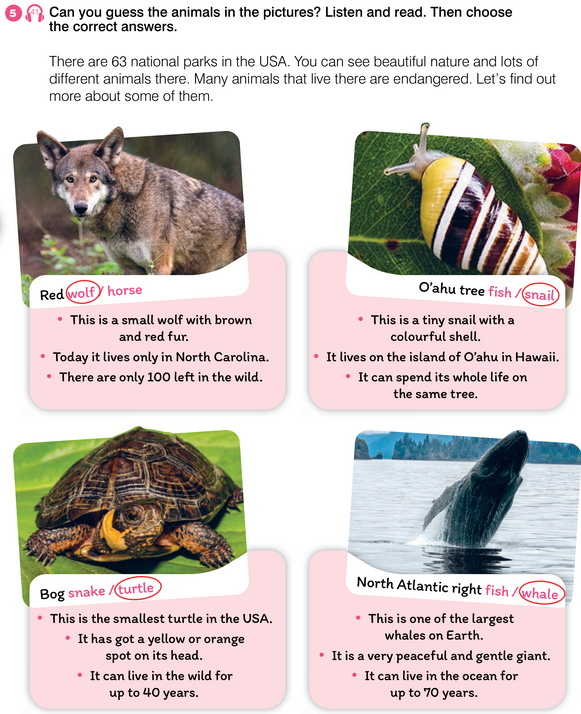 5 41 Can you guess the animals in the pictures? Listen and read. Then choose
the correct answers.
There are 63 national parks in the USA. You can see beautiful nature and lots of
different animals there. Many animals that live there are endangered. Let's find out
more about some of them.
Red wolf / horse
• This is a small wolf with brown
and red fur.
• Today it lives only in North Carolina.
• There are only 100 left in the wild.
O'ahu tree fish / snail
• This is a tiny snail with a
colourful shell.
• It lives on the island of O'ahu in Hawaii.
• It can spend its whole life on
the same tree.
Bog snake / turtle
• This is the smallest turtle in the USA.
• It has got a yellow or orange
spot on its head.
• It can live in the wild for
up to 40 years.
North Atlantic right fish / whale
• This is one of the largest
whales on Earth.
• It is a very peaceful and gentle giant.
• It can live in the ocean for
up to 70 years.